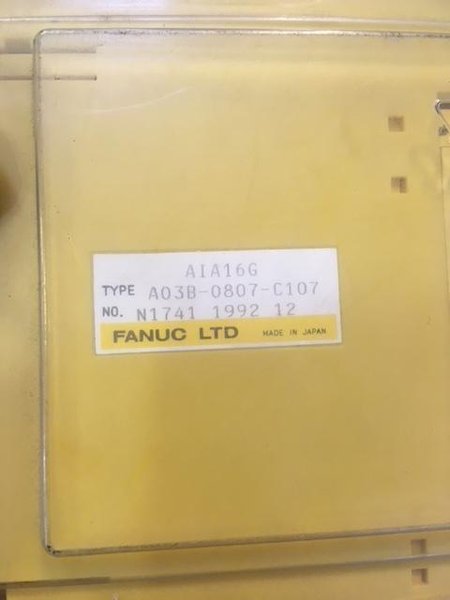 AIA16G
TYPE A03B-0807-C107
NO. N1741 1992 12
FANUC LTD MADE IN JAPAN